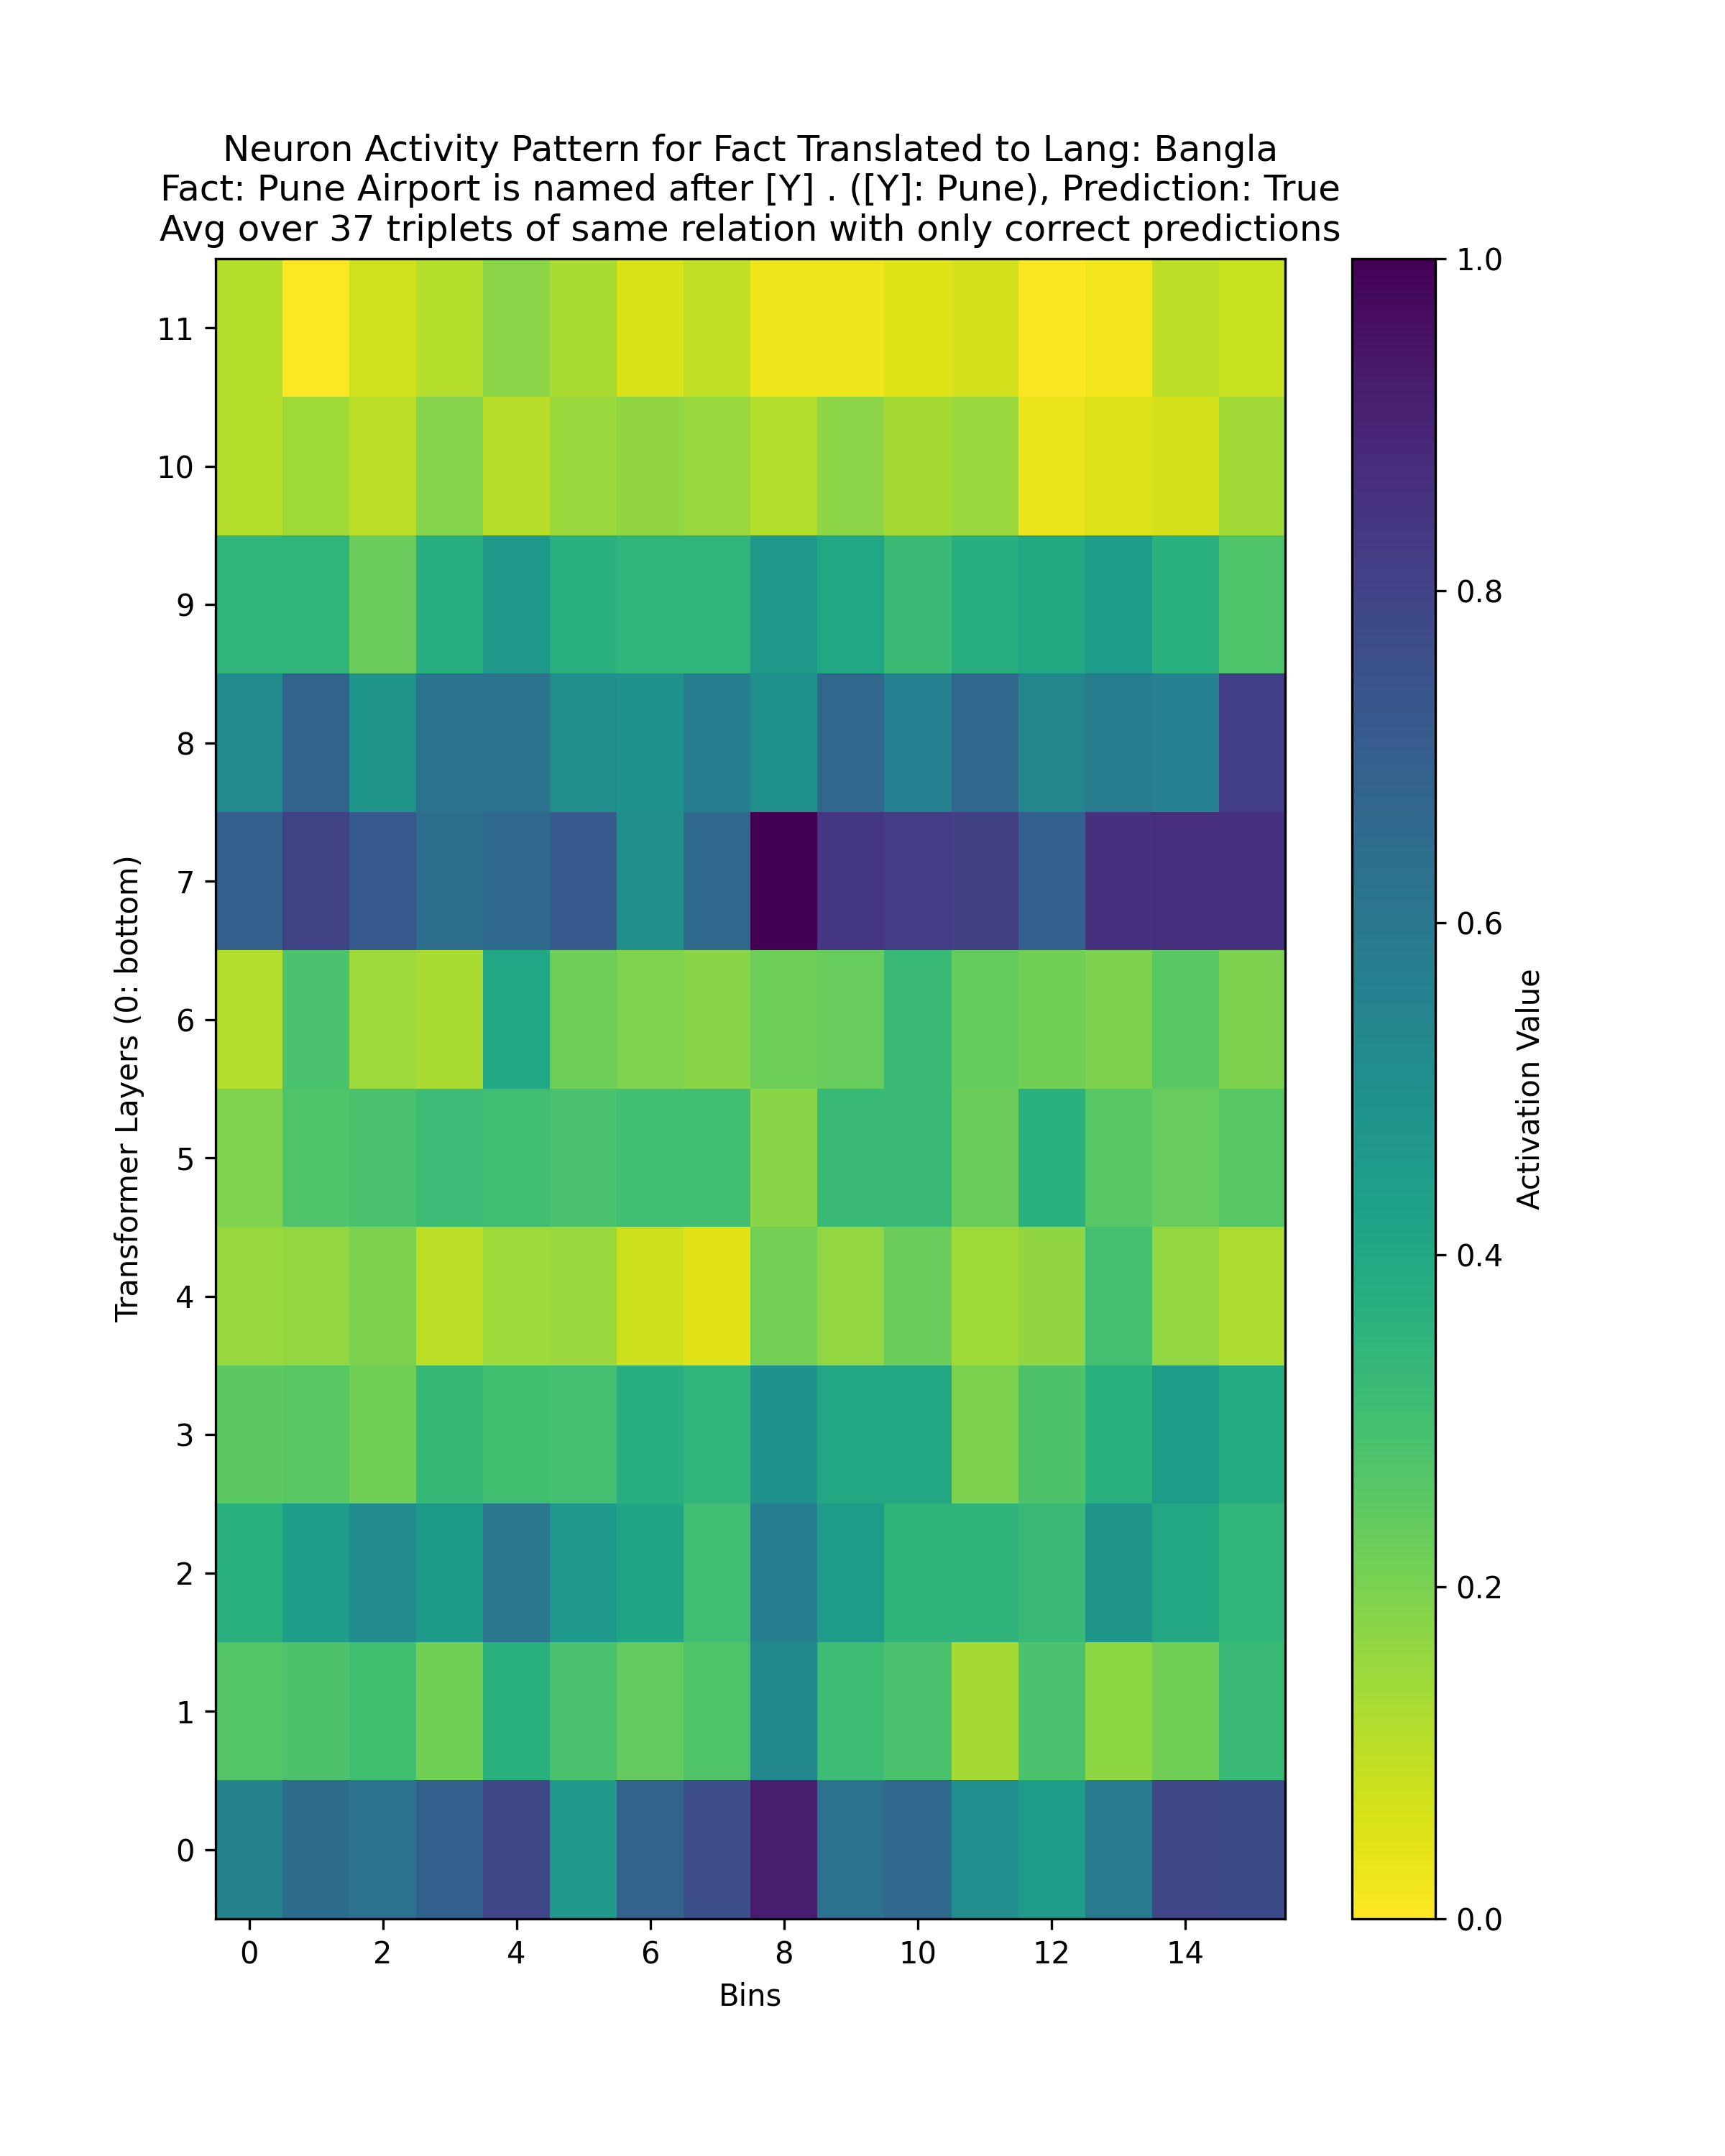 Neuron Activity Pattern for Fact Translated to Lang: Bangla
Fact: Pune Airport is named after [Y] . ([Y]: Pune), Prediction: True
Avg over 37 triplets of same relation with only correct predictions
Transformer Layers (0: bottom)
11
10
9
8
7
6
5
4
3
2
1
0
0 2 4 6 8 10 12 14
Bins
1.0
0.8
0.6
0.4
0.2
0.0
Activation Value